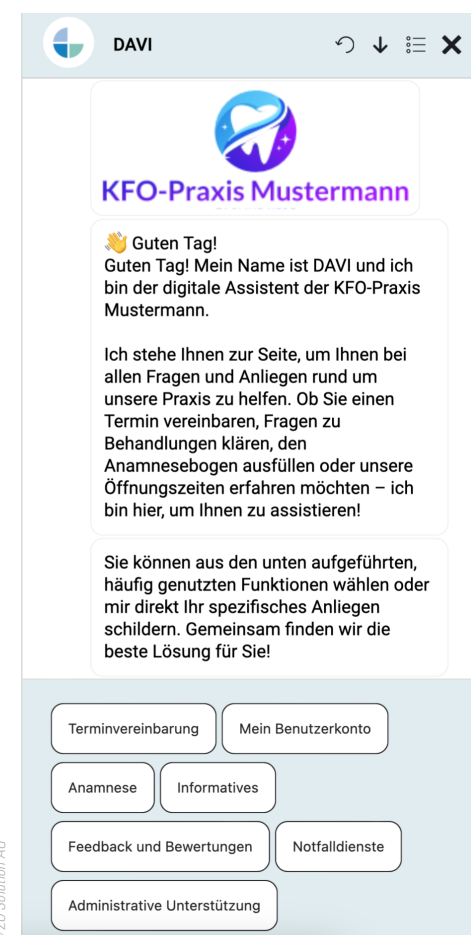 DAVI
KFO-Praxis Mustermann
👋 Guten Tag!
Guten Tag! Mein Name ist DAVI und ich
bin der digitale Assistent der KFO-Praxis
Mustermann.
Ich stehe Ihnen zur Seite, um Ihnen bei
allen Fragen und Anliegen rund um
unsere Praxis zu helfen. Ob Sie einen
Termin vereinbaren, Fragen zu
Behandlungen klären, den
Anamnesebogen ausfüllen oder unsere
Öffnungszeiten erfahren möchten – ich
bin hier, um Ihnen zu assistieren!
Sie können aus den unten aufgeführten,
häufig genutzten Funktionen wählen oder
mir direkt Ihr spezifisches Anliegen
schildern. Gemeinsam finden wir die
beste Lösung für Sie!
Terminvereinbarung
Mein Benutzerkonto
Anamnese
Informatives
Feedback und Bewertungen
Notfalldienste
Administrative Unterstützung
Solution AG